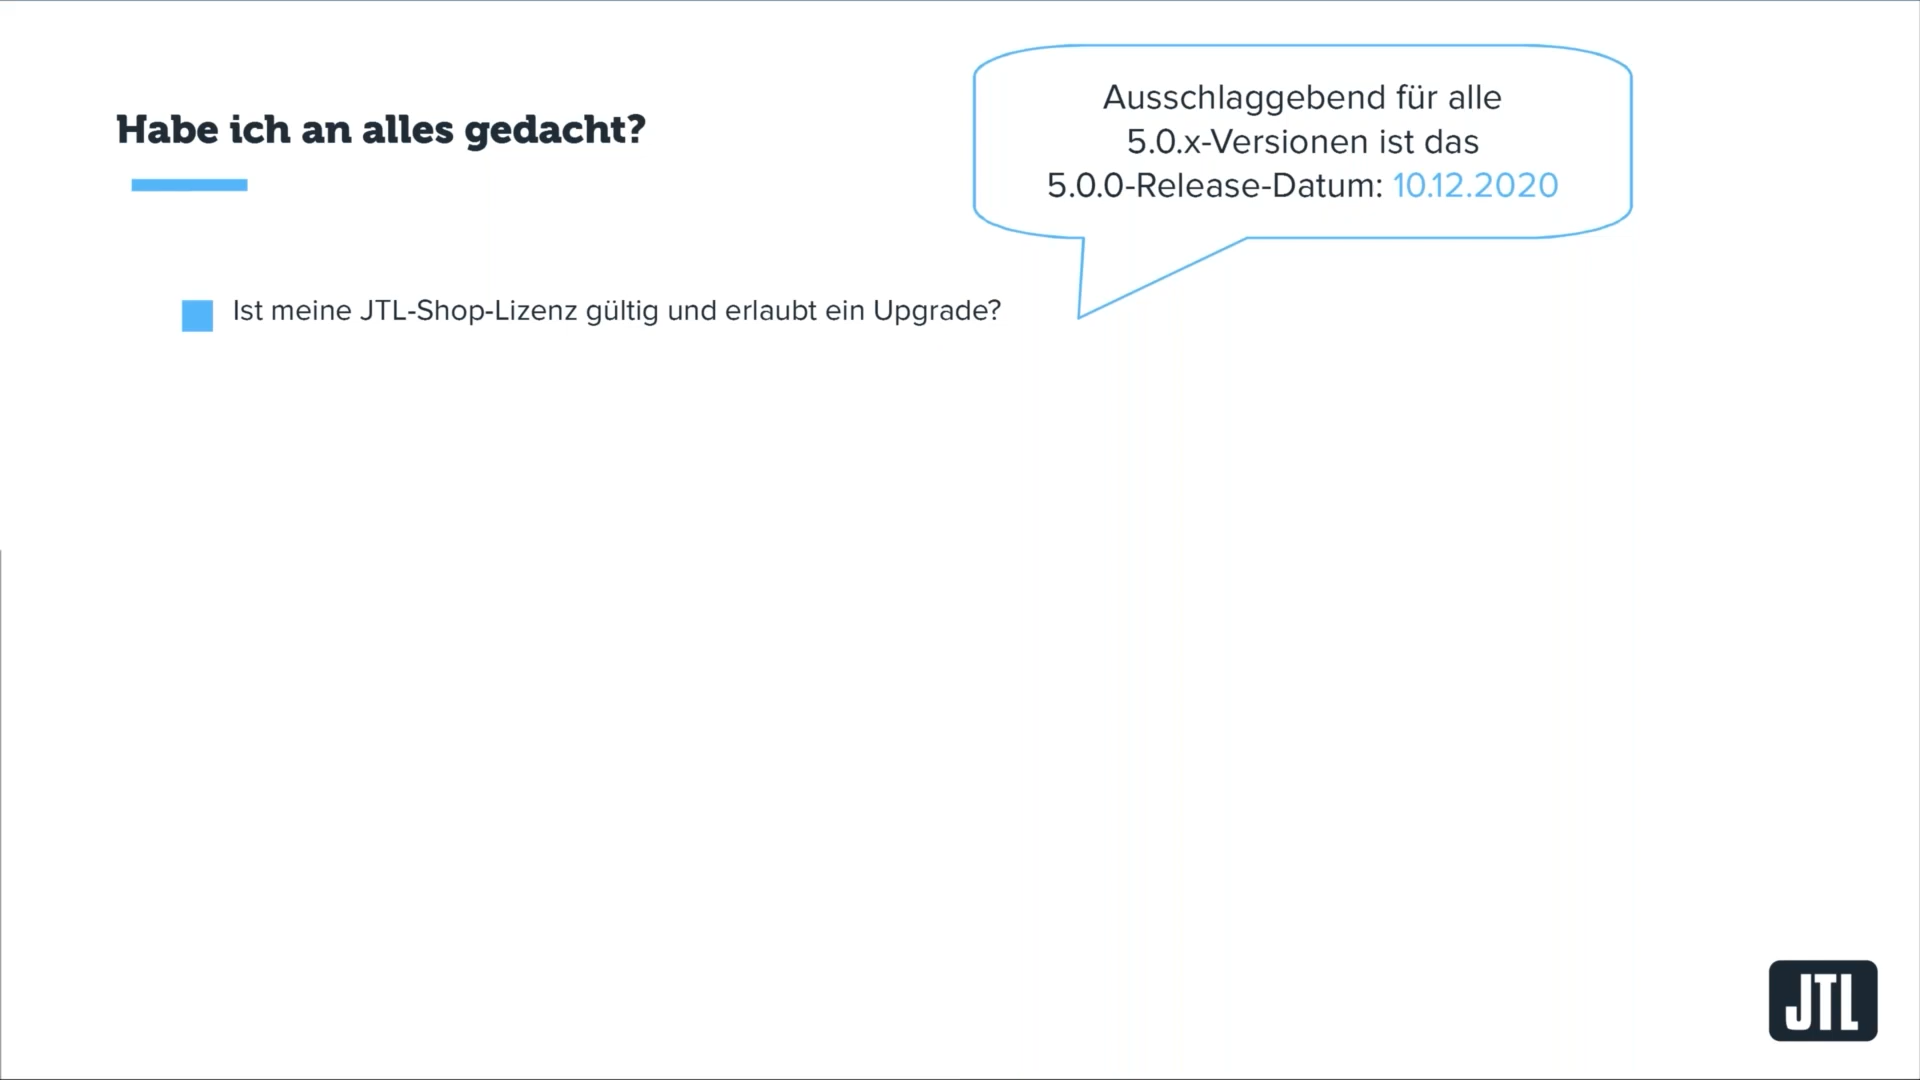 Habe ich an alles gedacht?
Ausschlaggebend für alle
5.0.x-Versionen ist das
5.0.0-Release-Datum: 10.12.2020
Ist meine JTL-Shop-Lizenz gültig und erlaubt ein Upgrade?
JTL